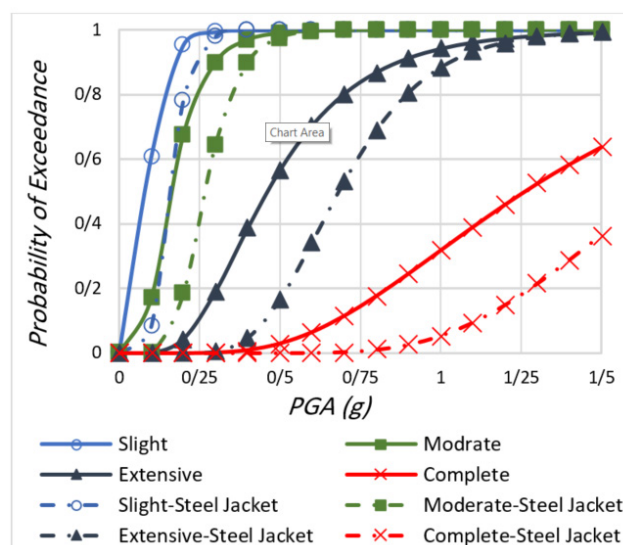 1
0/8
0/6
0/4
0/2
0
Probability of Exceedance
Chart Area
0 0/25 0/5 0/75 1 1/25 1/5
PGA (g)
Slight Modrate
Extensive Complete
Slight-Steel Jacket Moderate-Steel Jacket
Extensive-Steel Jacket Complete-Steel Jacket